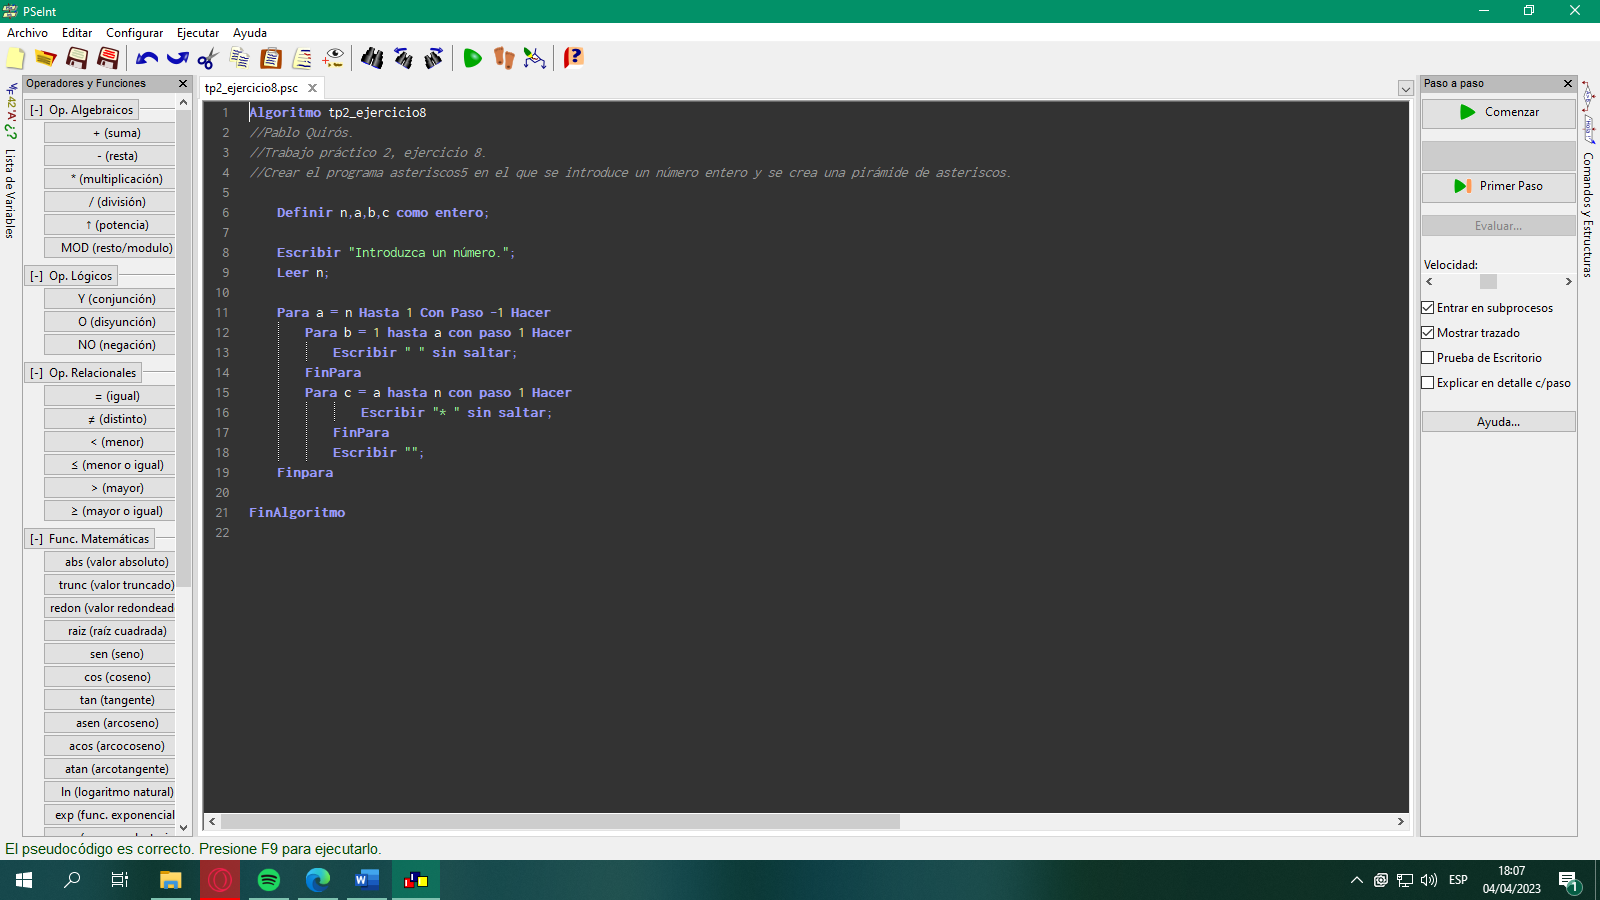 PSeInt
Archivo Editar Configurar Ejecutar Ayuda
Operadores y Funciones
tp2_ejercicio8.psc
Paso a paso
Lista de Variables
[-] Op. Algebraicos
+ (suma)
- (resta)
* (multiplicación)
/ (división)
↑ (potencia)
MOD (resto/modulo)
[-] Op. Lógicos
Y (conjunción)
O (disyunción)
NO (negación)
[-] Op. Relacionales
= (igual)
≠ (distinto)
< (menor)
≤ (menor o igual)
> (mayor)
≥ (mayor o igual)
[-] Func. Matemáticas
abs (valor absoluto)
trunc (valor truncado)
redon (valor redondead
raiz (raíz cuadrada)
sen (seno)
cos (coseno)
tan (tangente)
asen (arcoseno)
acos (arcocoseno)
atan (arcotangente)
ln (logaritmo natural)
exp (func. exponencial
1 Algoritmo tp2_ejercicio8
2 //Pablo Quirós.
3 //Trabajo práctico 2, ejercicio 8.
4 //Crear el programa asteriscos5 en el que se introduce un número entero y se crea una pirámide de asteriscos.
5
6 Definir n,a,b,c como entero;
7
8 Escribir "Introduzca un número.";
9 Leer n;
10
11 Para a = n Hasta 1 Con Paso -1 Hacer
12 Para b = 1 hasta a con paso 1 Hacer
13 Escribir " " sin saltar;
14 FinPara
15 Para c = a hasta n con paso 1 Hacer
16 Escribir "* " sin saltar;
17 FinPara
18 Escribir "";
19 Finpara
20
21 FinAlgoritmo
22
Comenzar
Primer Paso
Evaluar...
Velocidad:
Entrar en subprocesos
Mostrar trazado
Prueba de Escritorio
Explicar en detalle c/paso
Ayuda...
Comandos y Estructuras
El pseudocódigo es correcto. Presione F9 para ejecutarlo.
ESP
18:07
04/04/2023
1